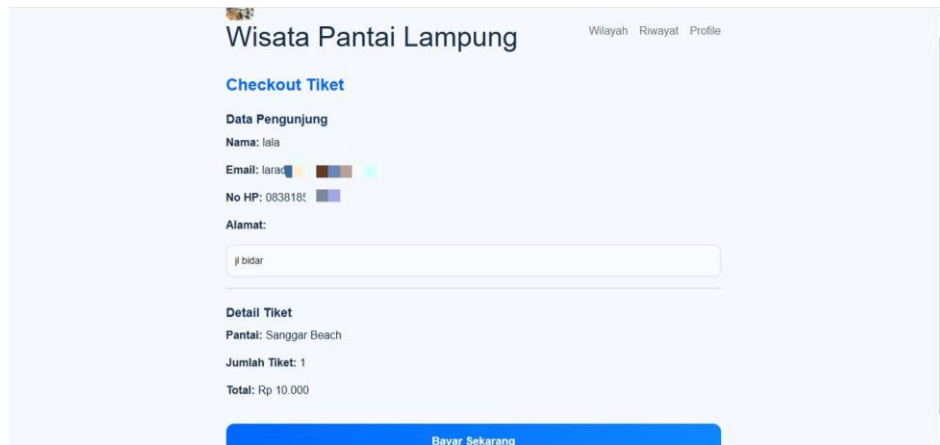 Wisata Pantai Lampung
Wilayah Riwayat Profile
Checkout Tiket
Data Pengunjung
Nama: lala
Email:
No HP:
Alamat:
jl bidar
Detail Tiket
Pantai: Sanggar Beach
Jumlah Tiket: 1
Total: Rp 10.000
Bayar Sekarang